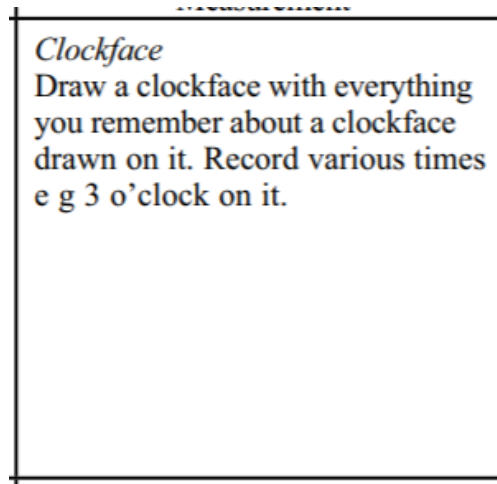 Clockface
Draw a clockface with everything
you remember about a clockface
drawn on it. Record various times
e g 3 o’clock on it.